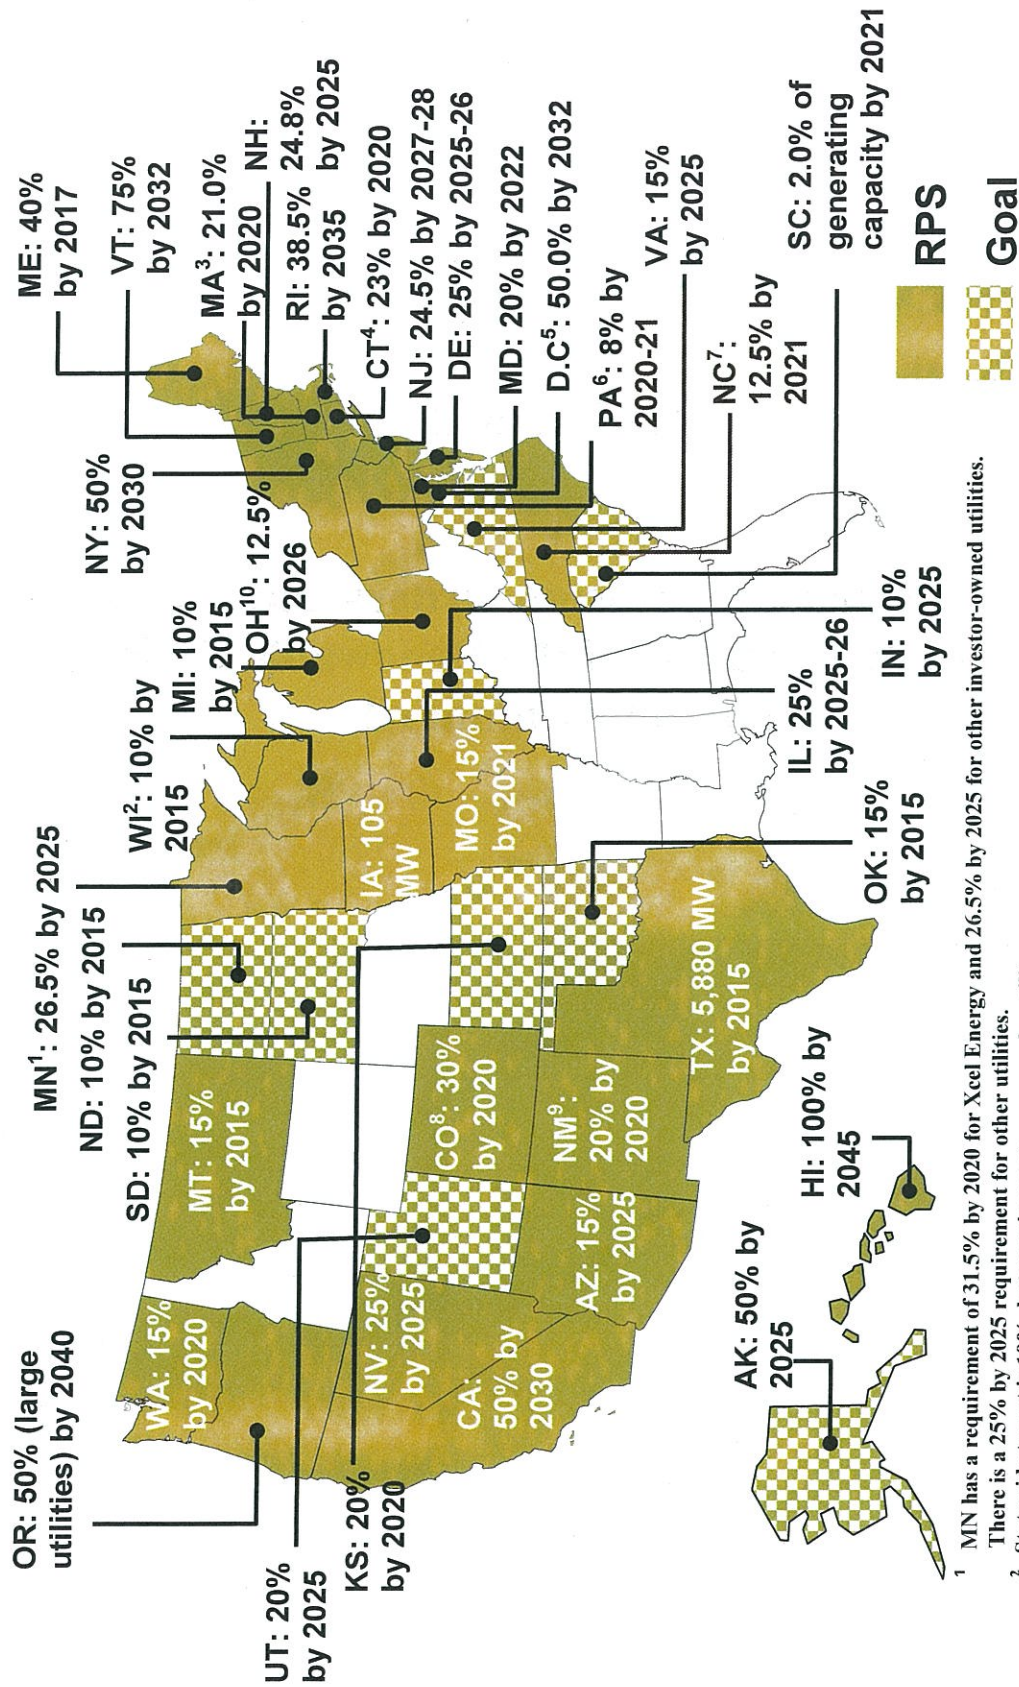 OR: 50% (large
utilities) by 2040
MN¹: 26.5% by 2025
ND: 10% by 2015
SD: 10% by 2015
WI²: 10% by
2015
MI: 10%
by 2015
OH¹⁰: 12.5%
by 2026
NY: 50%
by 2030
ME: 40%
by 2017
VT: 75%
by 2032
MA³: 21.0%
by 2020
NH:
24.8%
by 2025
RI: 38.5%
by 2035
CT⁴: 23% by 2020
NJ: 24.5% by 2027-28
DE: 25% by 2025-26
MD: 20% by 2022
D.C⁵: 50.0% by 2032
PA⁶: 8% by
2020-21
VA: 15%
by 2025
NC⁷:
12.5% by
2021
SC: 2.0% of
generating
capacity by 2021
WA: 15%
by 2020
MT: 15%
by 2015
NV: 25%
by 2025
CA:
50% by
2030
CO⁸: 30%
by 2020
AZ: 15%
by 2025
NM⁹:
20% by
2020
TX: 5,880 MW
by 2015
IA: 105
MW
MO: 15%
by 2021
UT: 20%
by 2025
KS: 20%
by 2020
OK: 15%
by 2015
IL: 25%
by 2025-26
IN: 10%
by 2025
AK: 50% by
2025
HI: 100% by
2045
RPS
Goal
¹ MN has a requirement of 31.5% by 2020 for Xcel Energy and 26.5% by 2025 for other investor-owned utilities.
There is a 25% by 2025 requirement for other utilities.
²